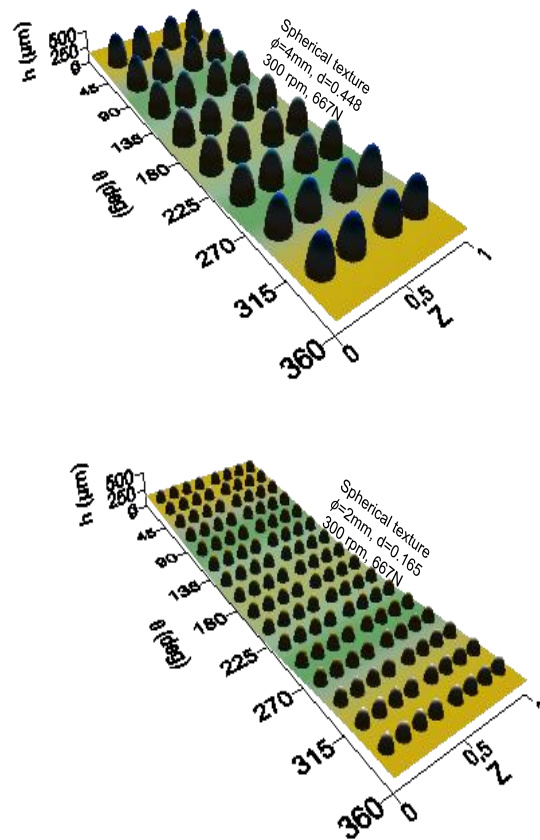 h (μm)
500
250
0
45
90
135
180
225
270
315
360
θ (deg)
Spherical texture
ϕ=4mm, d=0.448
300 rpm, 667N
0
0,5
1
Z
h (μm)
500
250
0
45
90
135
180
225
270
315
360
θ (deg)
Spherical texture
ϕ=2mm, d=0.165
300 rpm, 667N
0
0,5
Z